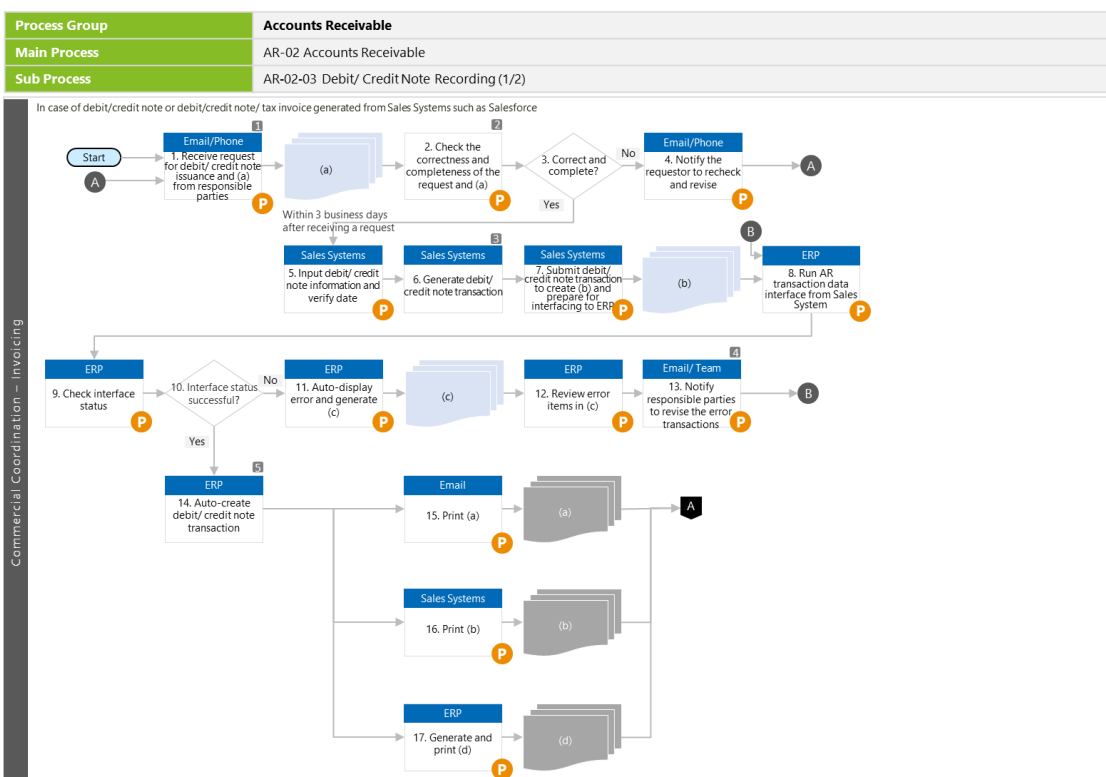 Process Group
Accounts Receivable
Main Process
AR-02 Accounts Receivable
Sub Process
AR-02-03 Debit/ Credit Note Recording (1/2)
Commercial Coordination – Invoicing
In case of debit/credit note or debit/credit note/ tax invoice generated from Sales Systems such as Salesforce
Start
A
1
Email/Phone
1. Receive request
for debit/ credit note
issuance and (a)
from responsible
parties
P
(a)
2
2. Check the
correctness and
completeness of the
request and (a)
P
3. Correct and
complete?
No
Yes
Email/Phone
4. Notify the
requestor to recheck
and revise
P
A
Within 3 business days
after receiving a request
Sales Systems
5. Input debit/ credit
note information and
verify date
P
3
Sales Systems
6. Generate debit/
credit note transaction
Sales Systems
7. Submit debit/
credit note transaction
to create (b) and
prepare for
interfacing to ERP
P
(b)
B
ERP
8. Run AR
transaction data
interface from Sales
System
P
ERP
9. Check interface
status
P
10. Interface status
successful?
No
Yes
ERP
11. Auto-display
error and generate
(c)
P
(c)
ERP
12. Review error
items in (c)
P
4
Email/ Team
13. Notify
responsible parties
to revise the error
transactions
P
B
5
ERP
14. Auto-create
debit/ credit note
transaction
Email
15. Print (a)
P
(a)
A
Sales Systems
16. Print (b)
P
(b)
ERP
17. Generate and
print (d)
P
(d)